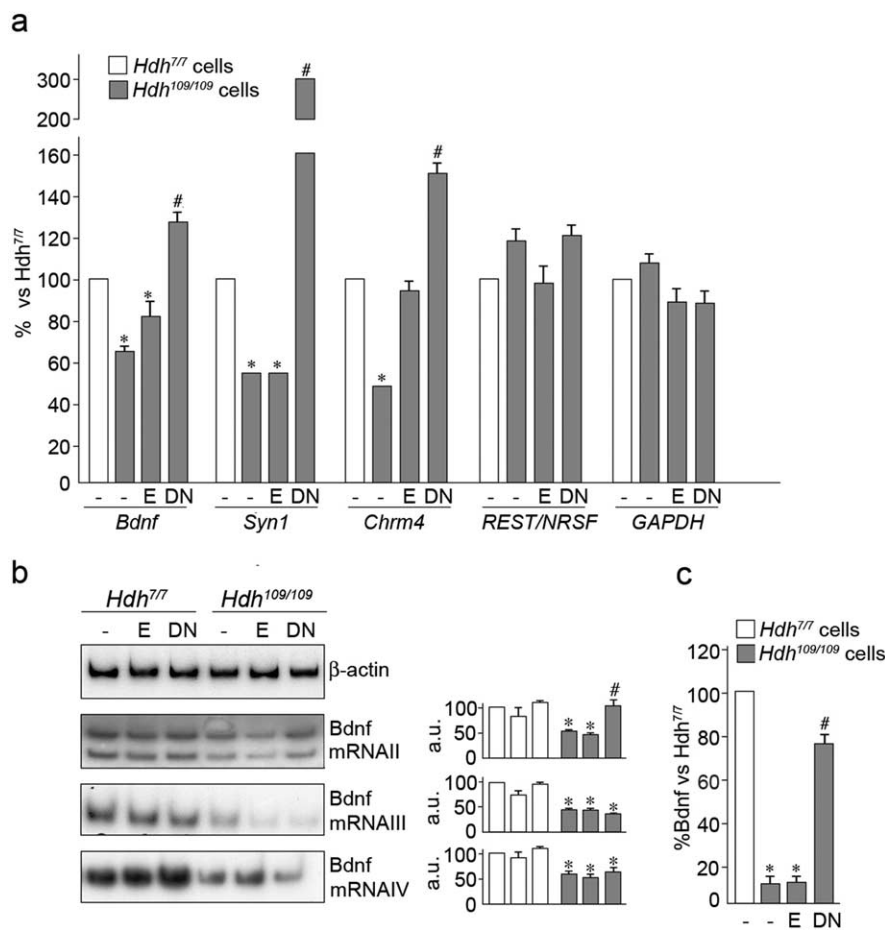 a
Hdh7/7 cells
Hdh109/109 cells
300
200
160
140
120
100
80
60
40
20
0
% vs Hdh7/7
# # #
* * * * *
- - E DN - - E DN - - E DN - - E DN - - E DN
Bdnf Syn1 Chrm4 REST/NRSF GAPDH
b
Hdh7/7 Hdh109/109
- E DN - E DN
β-actin
Bdnf
mRNAII
Bdnf
mRNAIII
Bdnf
mRNAIV
a.u.
100
50
0
* * #
a.u.
100
50
0
* * *
a.u.
100
50
0
* * *
c
Hdh7/7 cells
Hdh109/109 cells
120
100
80
60
40
20
0
%Bdnf vs Hdh7/7
* * #
- - E DN